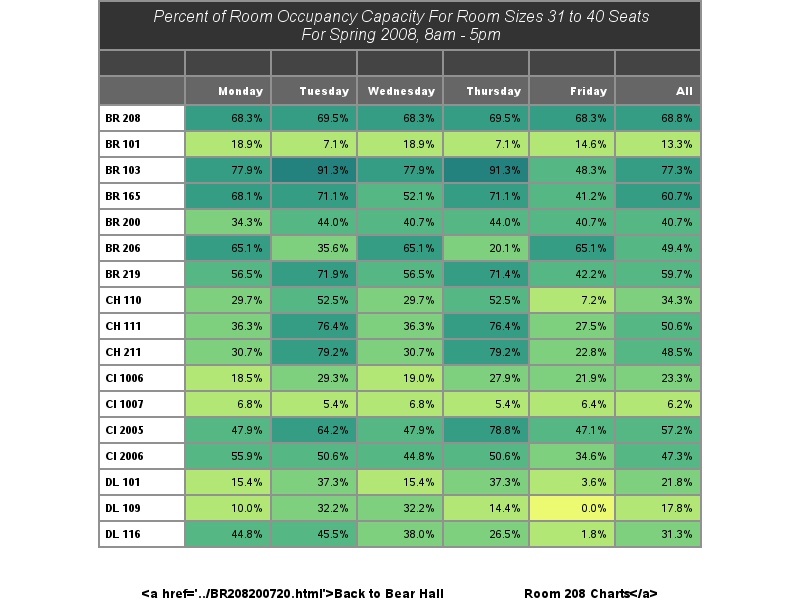 Percent of Room Occupancy Capacity For Room Sizes 31 to 40 Seats
For Spring 2008, 8am - 5pm
Monday Tuesday Wednesday Thursday Friday All
BR 208 68.3% 69.5% 68.3% 69.5% 68.3% 68.8%
BR 101 18.9% 7.1% 18.9% 7.1% 14.6% 13.3%
BR 103 77.9% 91.3% 77.9% 91.3% 48.3% 77.3%
BR 165 68.1% 71.1% 52.1% 71.1% 41.2% 60.7%
BR 200 34.3% 44.0% 40.7% 44.0% 40.7% 40.7%
BR 206 65.1% 35.6% 65.1% 20.1% 65.1% 49.4%
BR 219 56.5% 71.9% 56.5% 71.4% 42.2% 59.7%
CH 110 29.7% 52.5% 29.7% 52.5% 7.2% 34.3%
CH 111 36.3% 76.4% 36.3% 76.4% 27.5% 50.6%
CH 211 30.7% 79.2% 30.7% 79.2% 22.8% 48.5%
CI 1006 18.5% 29.3% 19.0% 27.9% 21.9% 23.3%
CI 1007 6.8% 5.4% 6.8% 5.4% 6.4% 6.2%
CI 2005 47.9% 64.2% 47.9% 78.8% 47.1% 57.2%
CI 2006 55.9% 50.6% 44.8% 50.6% 34.6% 47.3%
DL 101 15.4% 37.3% 15.4% 37.3% 3.6% 21.8%
DL 109 10.0% 32.2% 32.2% 14.4% 0.0% 17.8%
DL 116 44.8% 45.5% 38.0% 26.5% 1.8% 31.3%
<a href='../BR208200720.html'>Back to Bear Hall Room 208 Charts</a>